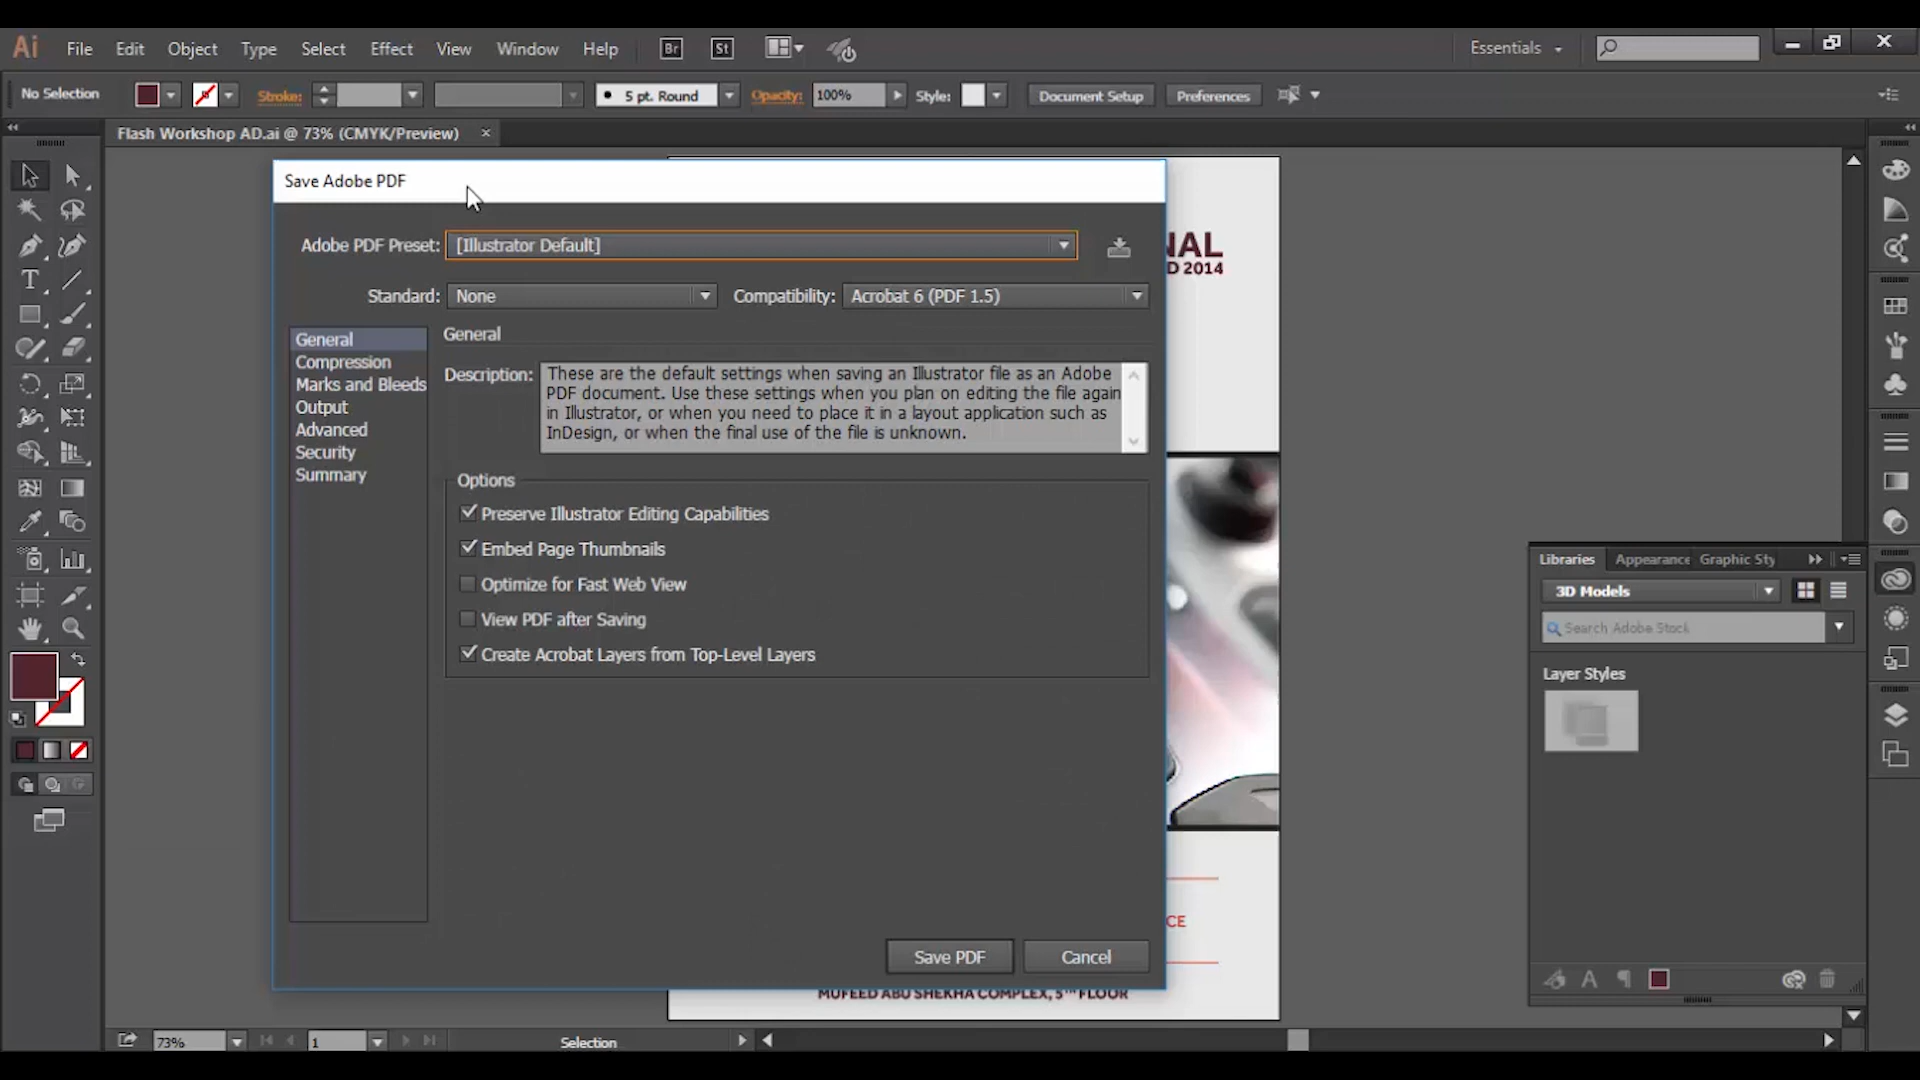 Ai File Edit Object Type Select Effect View Window Help Br St Essentials
No Selection Stroke: 5 pt. Round Opacity: 100% Style: Document Setup Preferences
Flash Workshop AD.ai @ 73% (CMYK/Preview) ×
Save Adobe PDF
NAL
D 2014
Adobe PDF Preset: [Illustrator Default]
Standard: None Compatibility: Acrobat 6 (PDF 1.5)
General
Compression
Marks and Bleeds
Output
Advanced
Security
Summary
General
Description: These are the default settings when saving an Illustrator file as an Adobe
PDF document. Use these settings when you plan on editing the file again
in Illustrator, or when you need to place it in a layout application such as
InDesign, or when the final use of the file is unknown.
Options
Preserve Illustrator Editing Capabilities
Embed Page Thumbnails
Optimize for Fast Web View
View PDF after Saving
Create Acrobat Layers from Top-Level Layers
Save PDF Cancel
CE
MUFEED ABU SHEKHA COMPLEX, 5TH FLOOR
Libraries Appearance Graphic Sty
3D Models
Search Adobe Stock
Layer Styles
73% 1 Selection